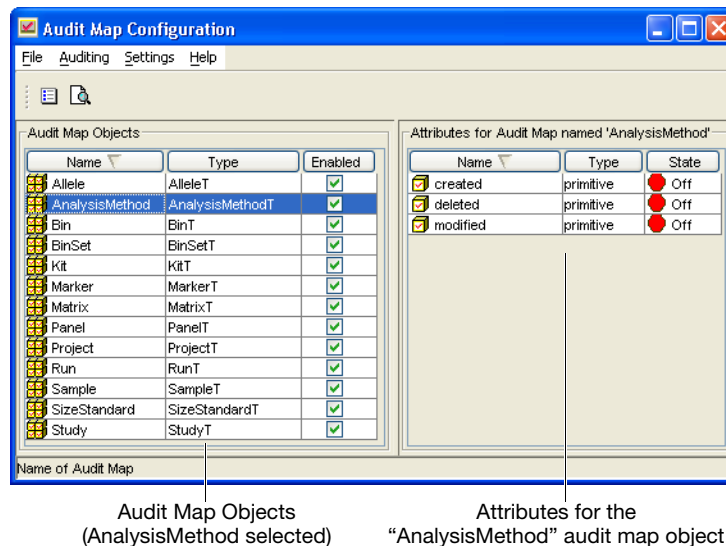 Audit Map Configuration
File Auditing Settings Help
Audit Map Objects
Name Type Enabled
Allele AlleleT
AnalysisMethod AnalysisMethodT
Bin BinT
BinSet BinSetT
Kit KitT
Marker MarkerT
Matrix MatrixT
Panel PanelT
Project ProjectT
Run RunT
Sample SampleT
SizeStandard SizeStandardT
Study StudyT
Attributes for Audit Map named 'AnalysisMethod'
Name Type State
created primitive Off
deleted primitive Off
modified primitive Off
Name of Audit Map
Audit Map Objects
(AnalysisMethod selected)
Attributes for the
“AnalysisMethod” audit map object